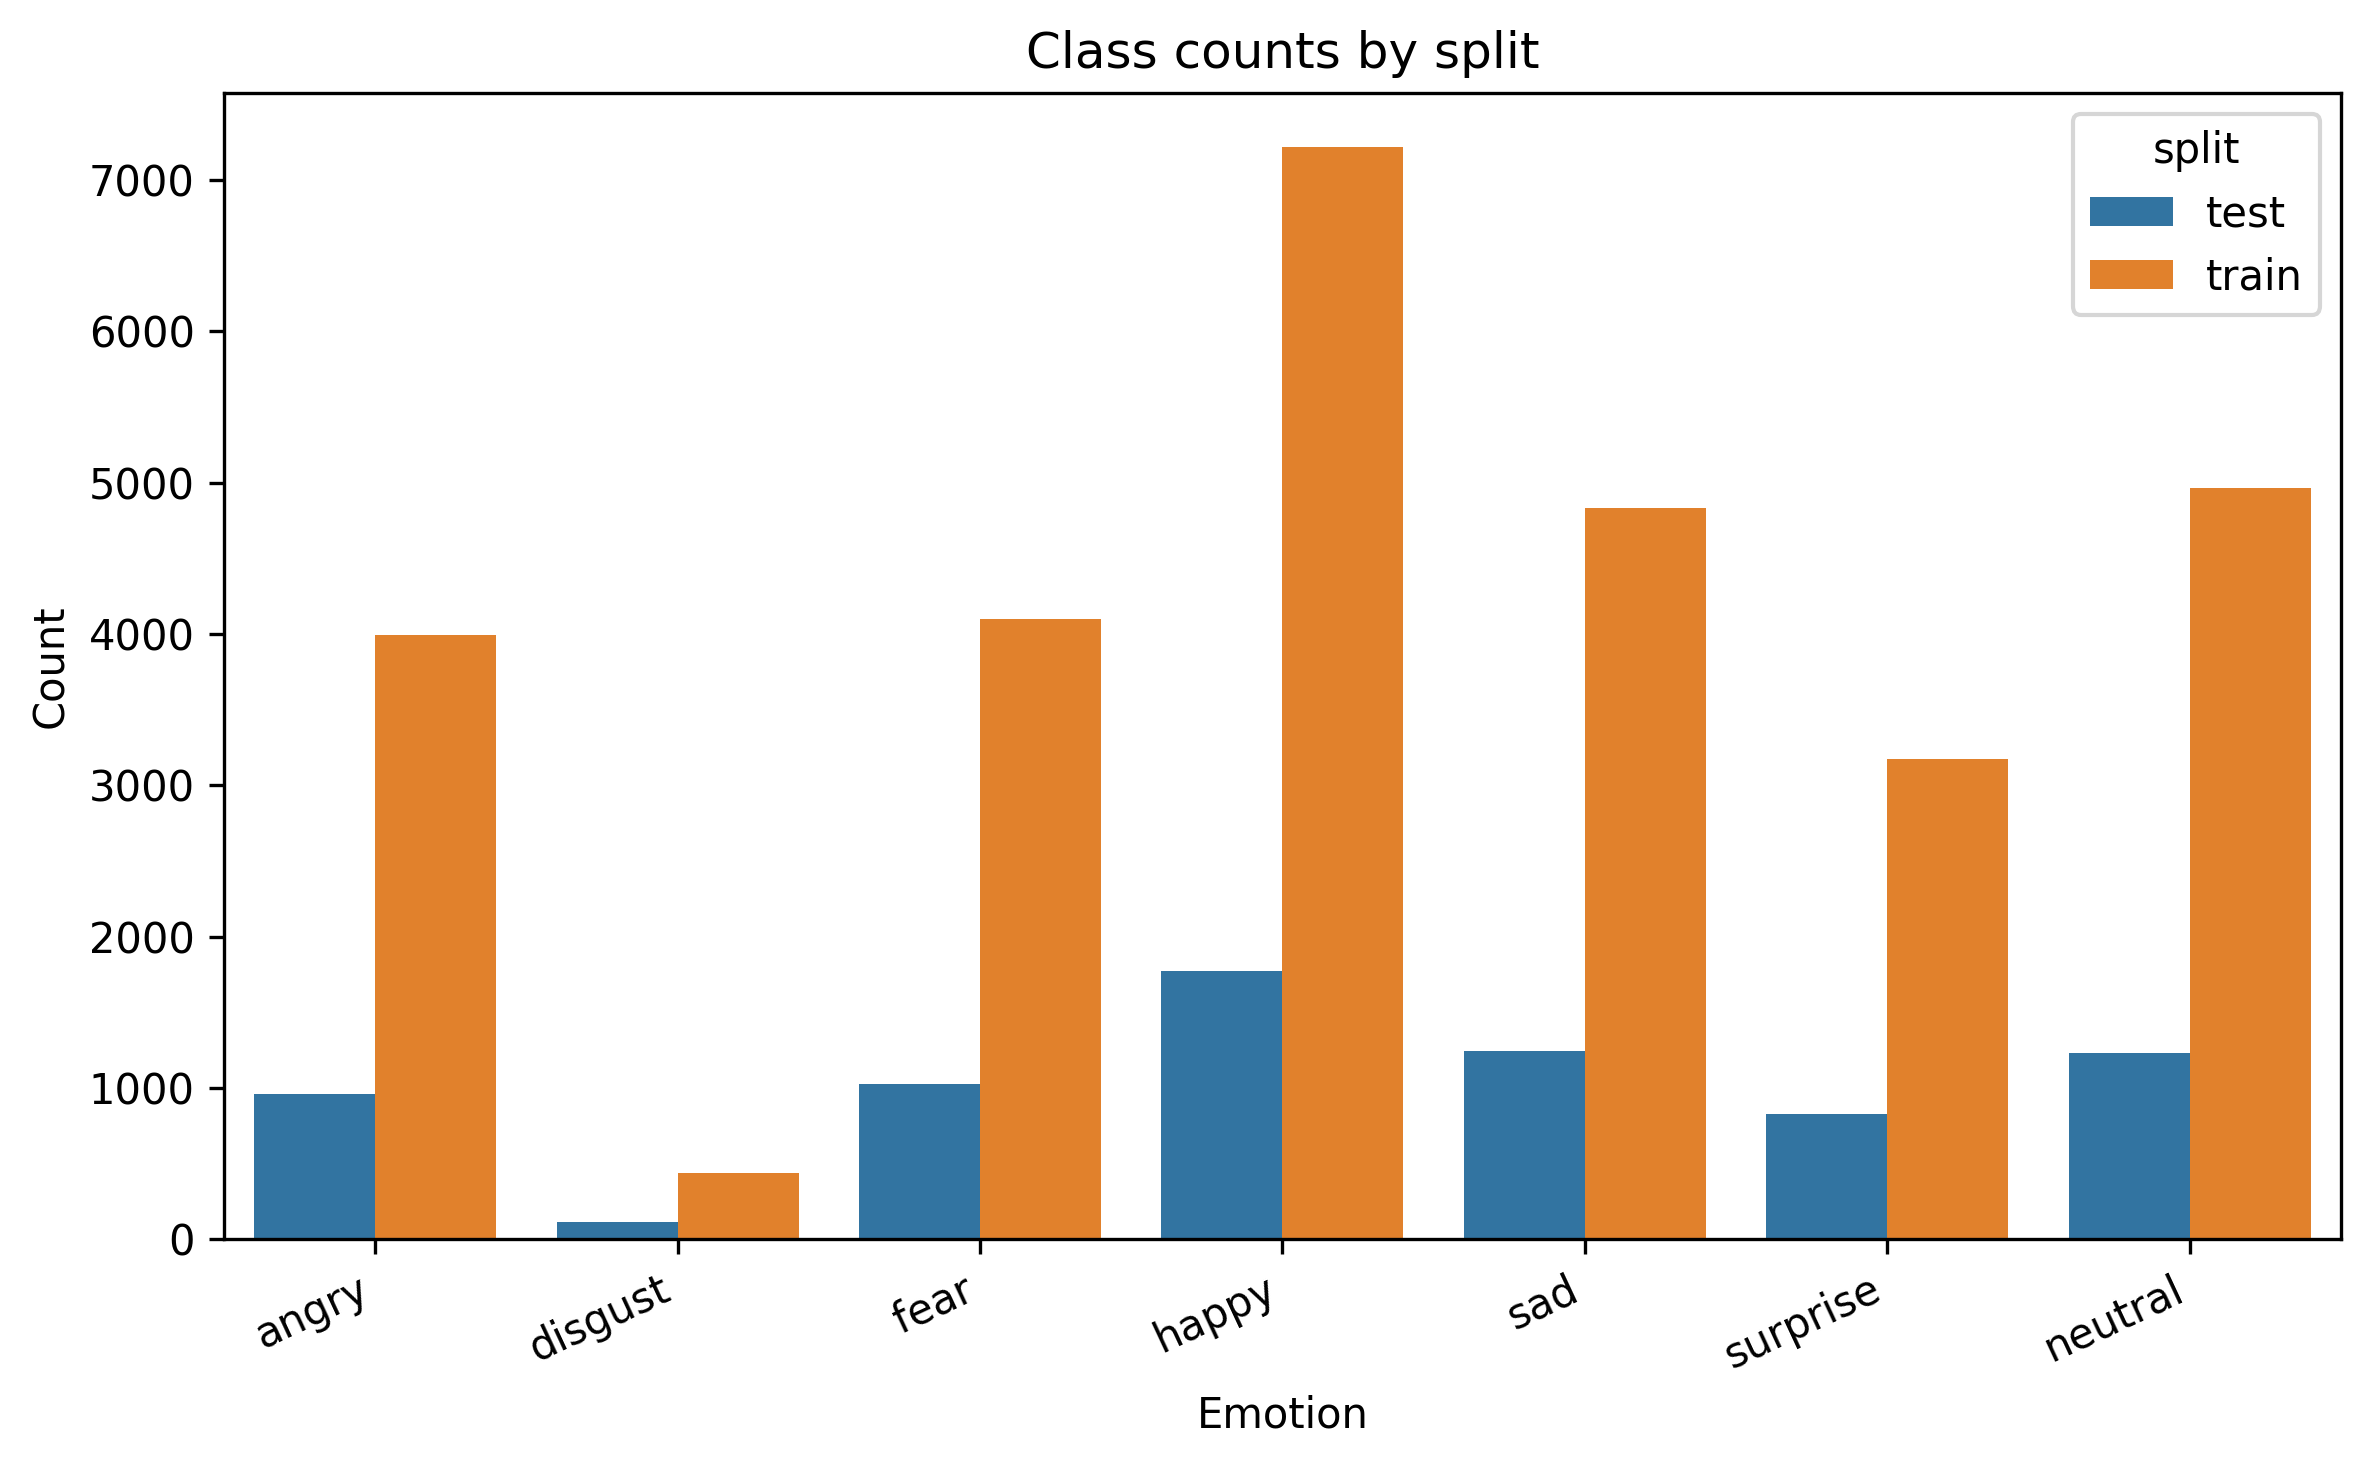 Class counts by split
split
test
train
7000
6000
5000
4000
3000
2000
1000
0
Count
angry
disgust
fear
happy
sad
surprise
neutral
Emotion